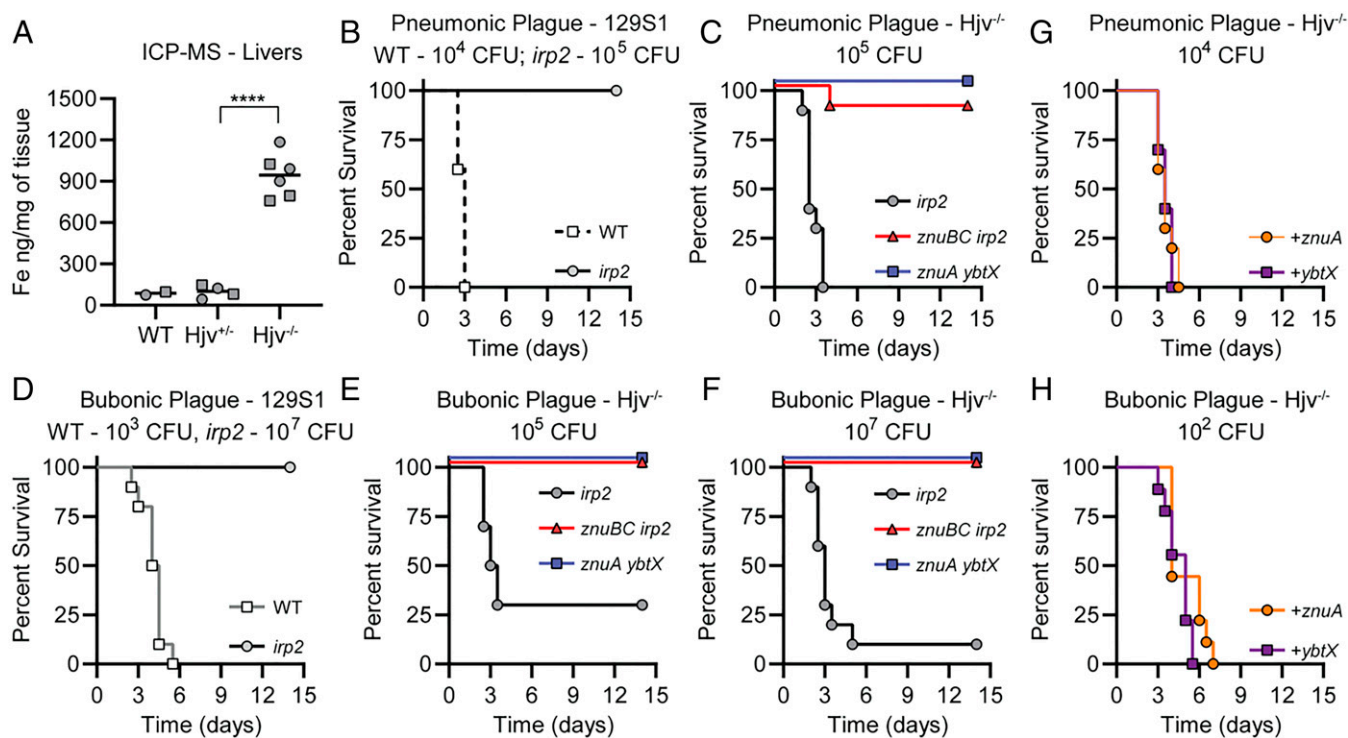 A
ICP-MS - Livers
****
Fe ng/mg of tissue
1500
1200
900
600
300
0
WT Hjv+/- Hjv-/-
B
Pneumonic Plague - 129S1
WT - 10⁴ CFU; irp2 - 10⁵ CFU
Percent Survival
100
75
50
25
0
WT
irp2
0 3 6 9 12 15
Time (days)
C
Pneumonic Plague - Hjv-/-
10⁵ CFU
Percent survival
100
75
50
25
0
irp2
znuBC irp2
znuA ybtX
0 3 6 9 12 15
Time (days)
G
Pneumonic Plague - Hjv-/-
10⁴ CFU
Percent survival
100
75
50
25
0
+znuA
+ybtX
0 3 6 9 12 15
Time (days)
D
Bubonic Plague - 129S1
WT - 10³ CFU, irp2 - 10⁷ CFU
Percent Survival
100
75
50
25
0
WT
irp2
0 3 6 9 12 15
Time (days)
E
Bubonic Plague - Hjv-/-
10⁵ CFU
Percent survival
100
75
50
25
0
irp2
znuBC irp2
znuA ybtX
0 3 6 9 12 15
Time (days)
F
Bubonic Plague - Hjv-/-
10⁷ CFU
Percent survival
100
75
50
25
0
irp2
znuBC irp2
znuA ybtX
0 3 6 9 12 15
Time (days)
H
Bubonic Plague - Hjv-/-
10² CFU
Percent survival
100
75
50
25
0
+znuA
+ybtX
0 3 6 9 12 15
Time (days)